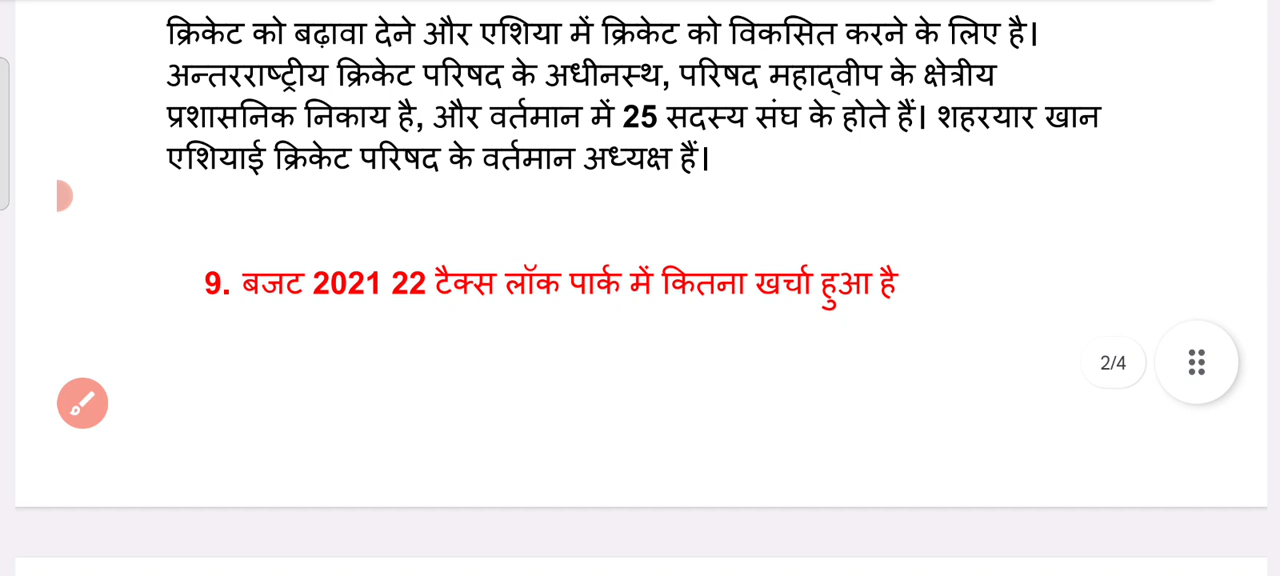 क्रिकेट को बढ़ावा देने और एशिया में क्रिकेट को विकसित करने के लिए है।
अन्तरराष्ट्रीय क्रिकेट परिषद के अधीनस्थ, परिषद महाद्वीप के क्षेत्रीय
प्रशासनिक निकाय है, और वर्तमान में 25 सदस्य संघ के होते हैं। शहरयार खान
एशियाई क्रिकेट परिषद के वर्तमान अध्यक्ष हैं।
9. बजट 2021 22 टैक्स लॉक पार्क में कितना खर्चा हुआ है
2/4